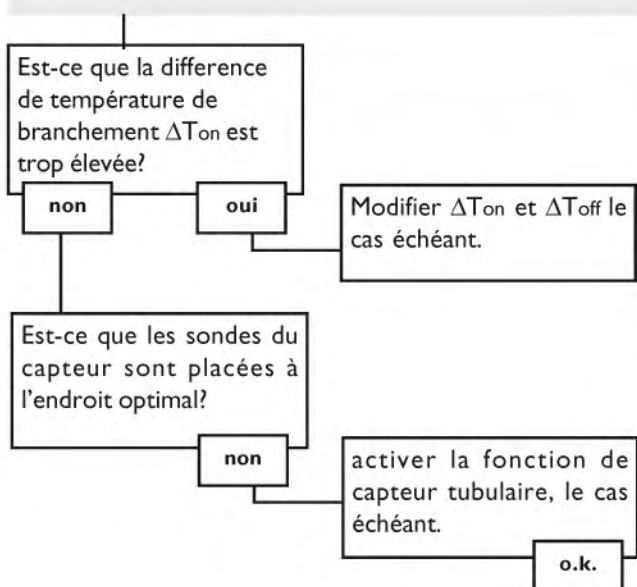 Est-ce que la difference
de température de
branchement ΔTon est
trop élevée?
non
oui
Modifier ΔTon et ΔToff le
cas échéant.
Est-ce que les sondes du
capteur sont placées à
l'endroit optimal?
non
activer la fonction de
capteur tubulaire, le cas
échéant.
o.k.